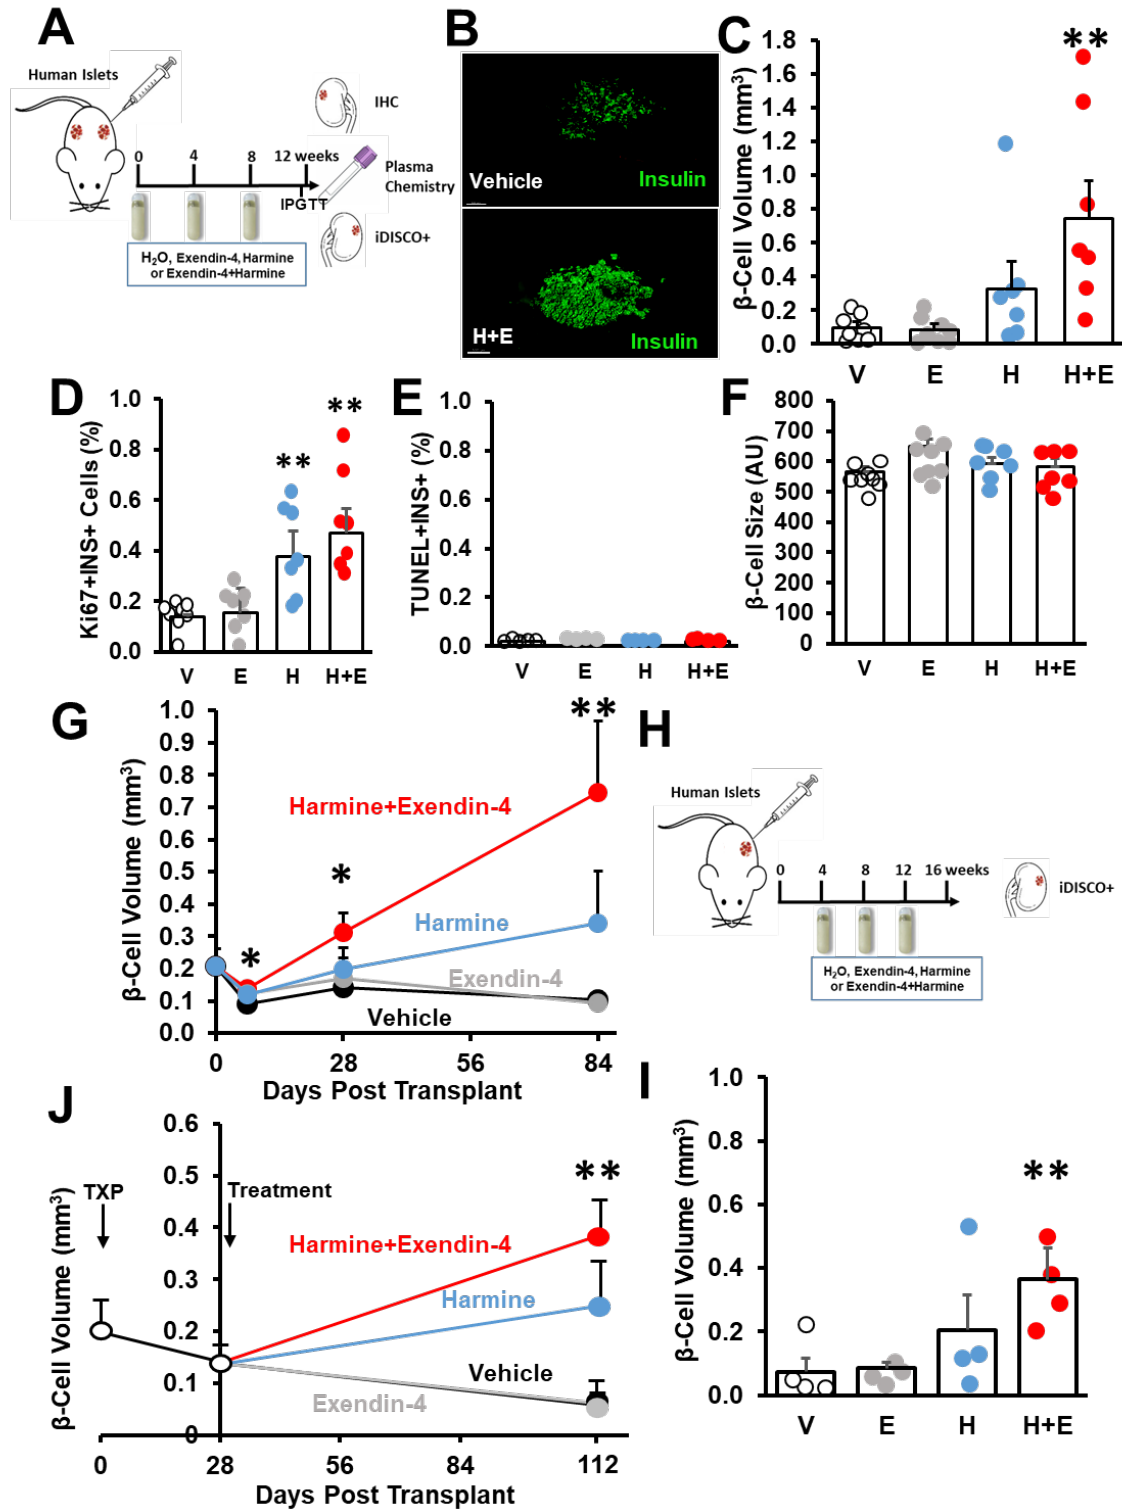 A
Human Islets
0
4
8
12 weeks
IPGTT
H2O, Exendin-4, Harmine
or Exendin-4+Harmine
IHC
Plasma
Chemistry
iDISCO+
B
Vehicle
Insulin
H+E
Insulin
C
β-Cell Volume (mm³)
1.8
1.6
1.4
1.2
1.0
0.8
0.6
0.4
0.2
0.0
**
V
E
H
H+E
D
Ki67+INS+ Cells (%)
1.0
0.8
0.6
0.4
0.2
0.0
**
**
V
E
H
H+E
E
TUNEL+INS+ (%)
1.0
0.8
0.6
0.4
0.2
0.0
V
E
H
H+E
F
β-Cell Size (AU)
800
700
600
500
400
300
200
100
0
V
E
H
H+E
G
β-Cell Volume (mm³)
1.0
0.9
0.8
0.7
0.6
0.5
0.4
0.3
0.2
0.1
0.0
*
*
**
Harmine+Exendin-4
Harmine
Exendin-4
Vehicle
0
28
56
84
Days Post Transplant
H
Human Islets
0
4
8
12
16 weeks
H2O, Exendin-4, Harmine
or Exendin-4+Harmine
iDISCO+
J
β-Cell Volume (mm³)
0.6
0.5
0.4
0.3
0.2
0.1
0
TXP
Treatment
**
Harmine+Exendin-4
Harmine
Vehicle
Exendin-4
0
28
56
84
112
Days Post Transplant
I
β-Cell Volume (mm³)
1.0
0.8
0.6
0.4
0.2
0.0
**
V
E
H
H+E